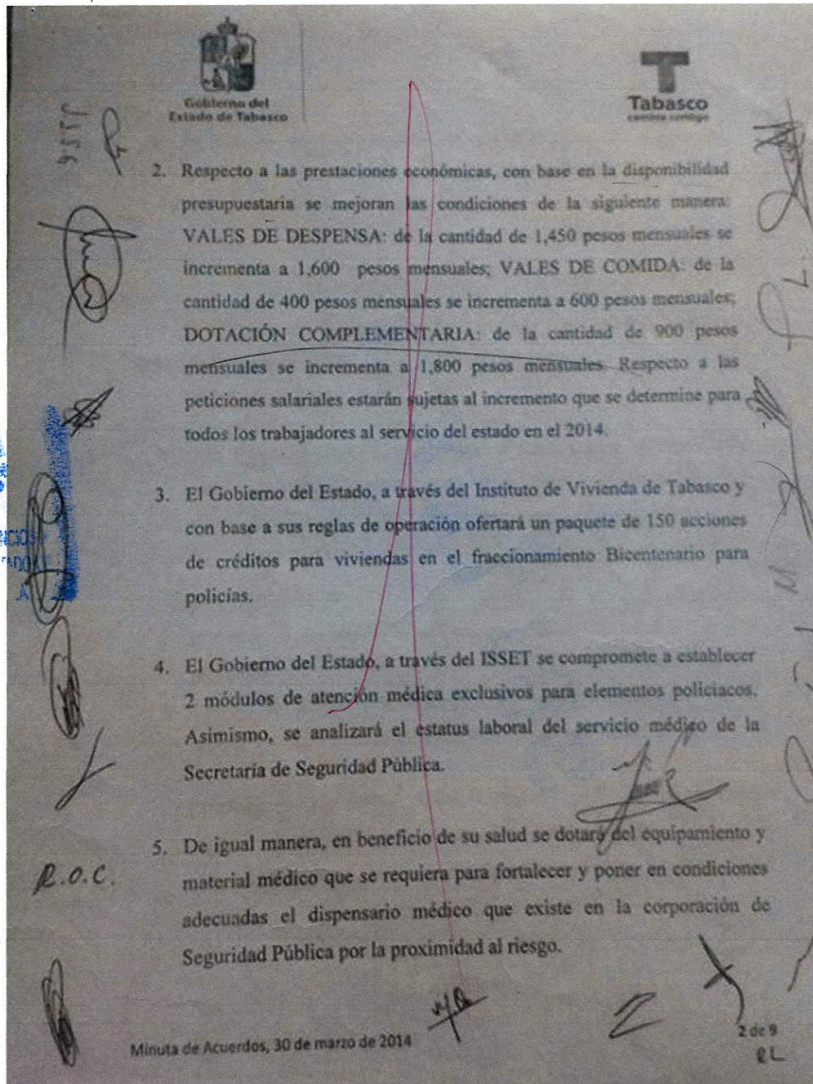 Gobierno del
Estado de Tabasco
Tabasco
cambia contigo
J.S.S.G
2. Respecto a las prestaciones económicas, con base en la disponibilidad
presupuestaria se mejoran las condiciones de la siguiente manera:
VALES DE DESPENSA: de la cantidad de 1,450 pesos mensuales se
incrementa a 1,600 pesos mensuales; VALES DE COMIDA: de la
cantidad de 400 pesos mensuales se incrementa a 600 pesos mensuales;
DOTACIÓN COMPLEMENTARIA: de la cantidad de 900 pesos
mensuales se incrementa a 1,800 pesos mensuales. Respecto a las
peticiones salariales estarán sujetas al incremento que se determine para
todos los trabajadores al servicio del estado en el 2014.
3. El Gobierno del Estado, a través del Instituto de Vivienda de Tabasco y
con base a sus reglas de operación ofertará un paquete de 150 acciones
de créditos para viviendas en el fraccionamiento Bicentenario para
policías.
4. El Gobierno del Estado, a través del ISSET se compromete a establecer
2 módulos de atención médica exclusivos para elementos policiacos.
Asimismo, se analizará el estatus laboral del servicio médico de la
Secretaría de Seguridad Pública.
5. De igual manera, en beneficio de su salud se dotará del equipamiento y
material médico que se requiera para fortalecer y poner en condiciones
adecuadas el dispensario médico que existe en la corporación de
Seguridad Pública por la proximidad al riesgo.
R.O.C.
Minuta de Acuerdos, 30 de marzo de 2014
2 de 9
RL